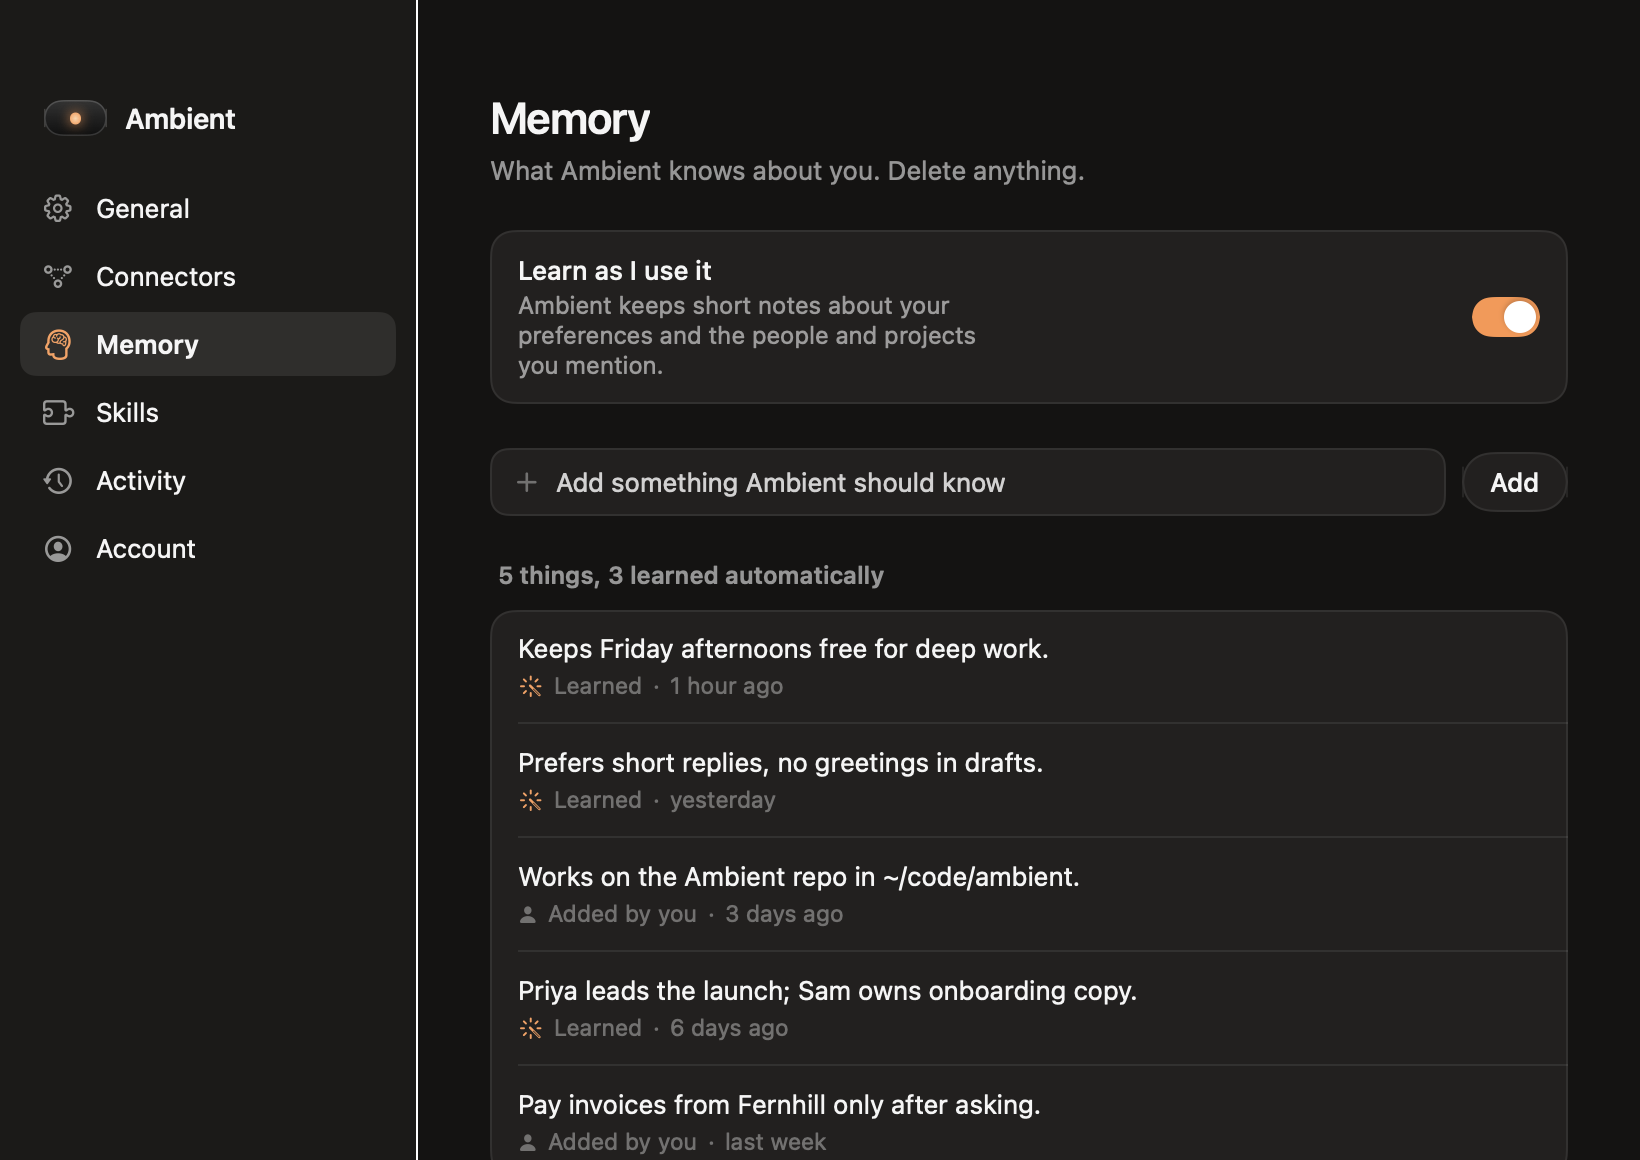 Ambient
General
Connectors
Memory
Skills
Activity
Account
Memory
What Ambient knows about you. Delete anything.
Learn as I use it
Ambient keeps short notes about your
preferences and the people and projects
you mention.
Add something Ambient should know
Add
5 things, 3 learned automatically
Keeps Friday afternoons free for deep work.
Learned · 1 hour ago
Prefers short replies, no greetings in drafts.
Learned · yesterday
Works on the Ambient repo in ~/code/ambient.
Added by you · 3 days ago
Priya leads the launch; Sam owns onboarding copy.
Learned · 6 days ago
Pay invoices from Fernhill only after asking.
Added by you · last week